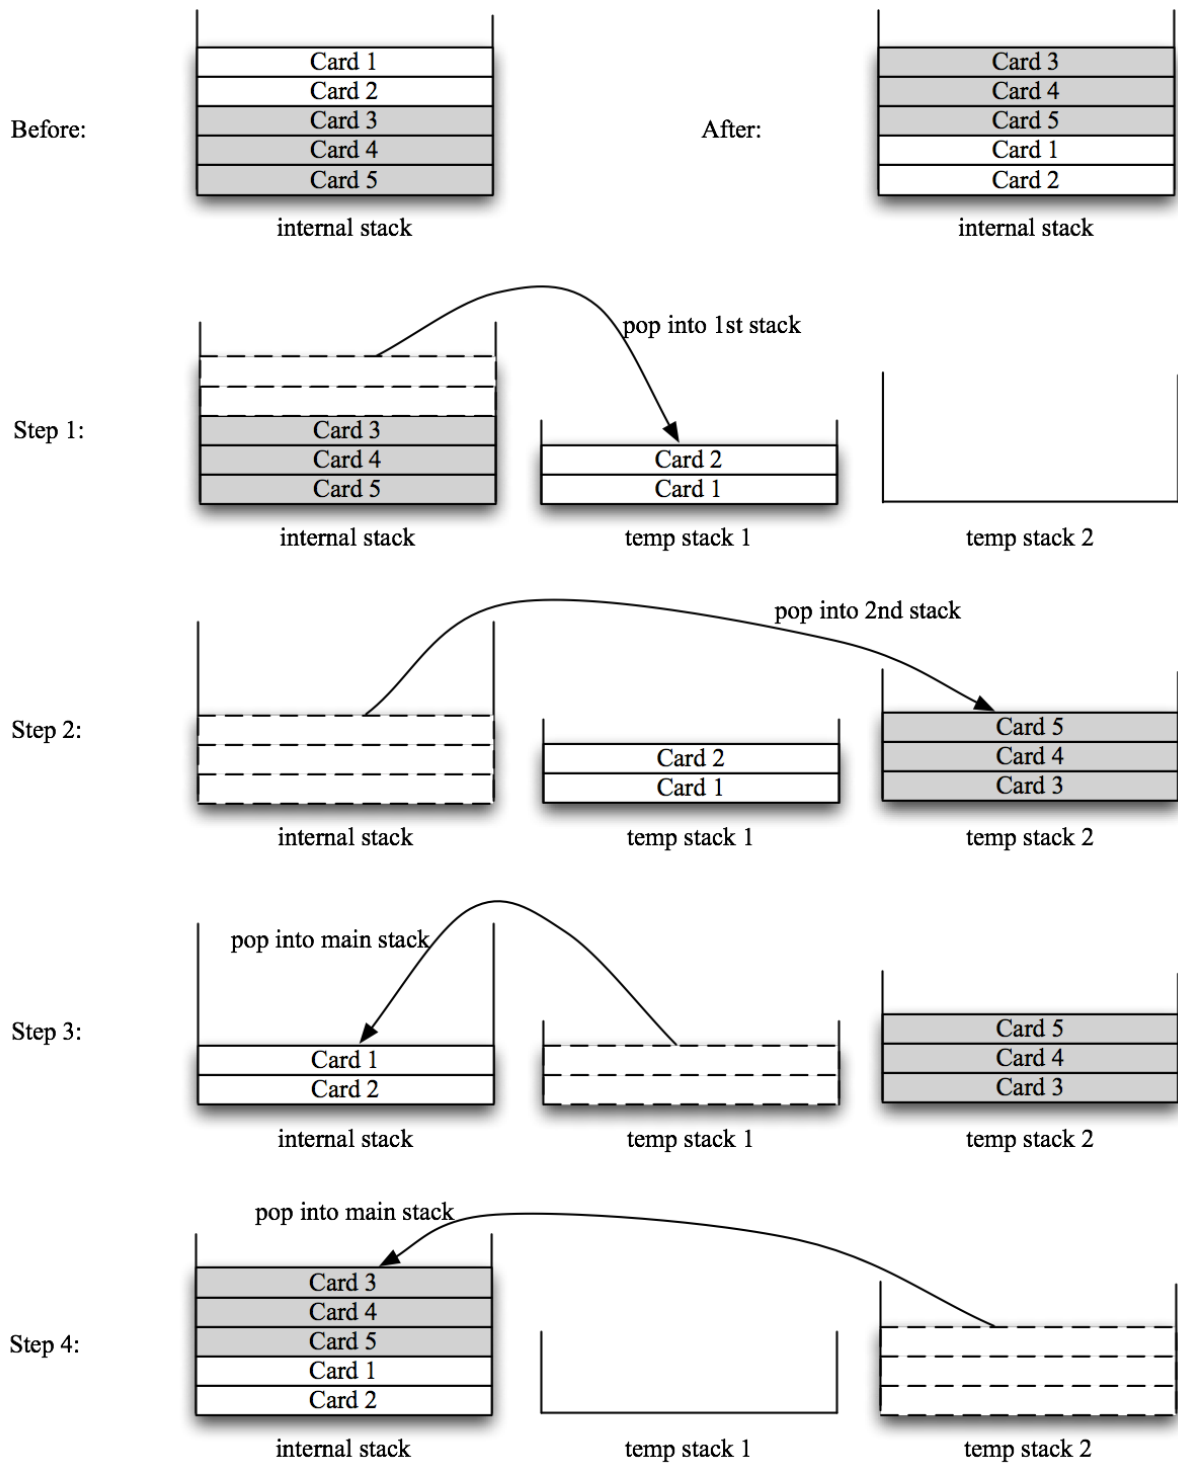 Before:
Card 1
Card 2
Card 3
Card 4
Card 5
internal stack
After:
Card 3
Card 4
Card 5
Card 1
Card 2
internal stack
Step 1:
pop into 1st stack
Card 3
Card 4
Card 5
internal stack
Card 2
Card 1
temp stack 1
temp stack 2
Step 2:
pop into 2nd stack
internal stack
Card 2
Card 1
temp stack 1
Card 5
Card 4
Card 3
temp stack 2
Step 3:
pop into main stack
Card 1
Card 2
internal stack
temp stack 1
Card 5
Card 4
Card 3
temp stack 2
Step 4:
pop into main stack
Card 3
Card 4
Card 5
Card 1
Card 2
internal stack
temp stack 1
temp stack 2